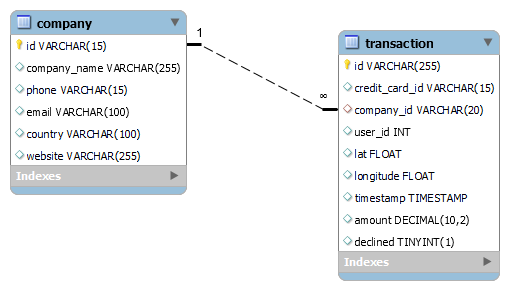 company
id VARCHAR(15)
company_name VARCHAR(255)
phone VARCHAR(15)
email VARCHAR(100)
country VARCHAR(100)
website VARCHAR(255)
Indexes
1
∞
transaction
id VARCHAR(255)
credit_card_id VARCHAR(15)
company_id VARCHAR(20)
user_id INT
lat FLOAT
longitude FLOAT
timestamp TIMESTAMP
amount DECIMAL(10,2)
declined TINYINT(1)
Indexes